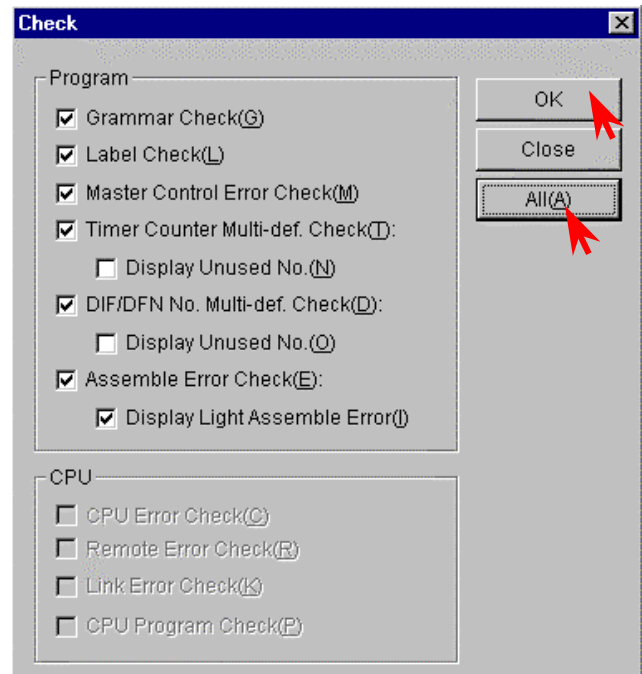 Check
Program
Grammar Check(G)
Label Check(L)
Master Control Error Check(M)
Timer Counter Multi-def. Check(T):
Display Unused No.(N)
DIF/DFN No. Multi-def. Check(D):
Display Unused No.(O)
Assemble Error Check(E):
Display Light Assemble Error(I)
OK
Close
All(A)
CPU
CPU Error Check(C)
Remote Error Check(R)
Link Error Check(K)
CPU Program Check(P)